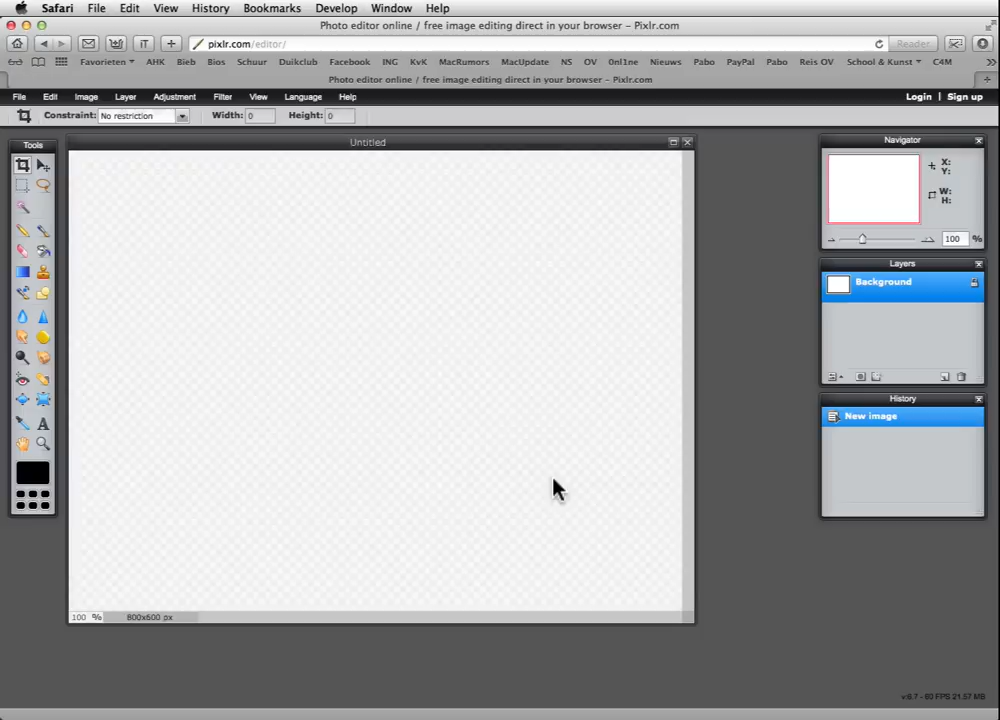 Safari File Edit View History Bookmarks Develop Window Help
Photo editor online / free image editing direct in your browser – Pixlr.com
iT + pixlr.com/editor/ Reader
Favorieten AHK Bieb Bios Schuur Duikclub Facebook ING KvK MacRumors MacUpdate NS OV 0nl1ne Nieuws Pabo PayPal Pabo Reis OV School & Kunst C4M
Photo editor online / free image editing direct in your browser – Pixlr.com
File Edit Image Layer Adjustment Filter View Language Help Login | Sign up
Constraint: No restriction Width: 0 Height: 0
Tools
Untitled
Navigator
X:
Y:
W:
H:
100 %
Layers
Background
History
New image
A
100 % 800x600 px
v:6.7 - 60 FPS 21.57 MB